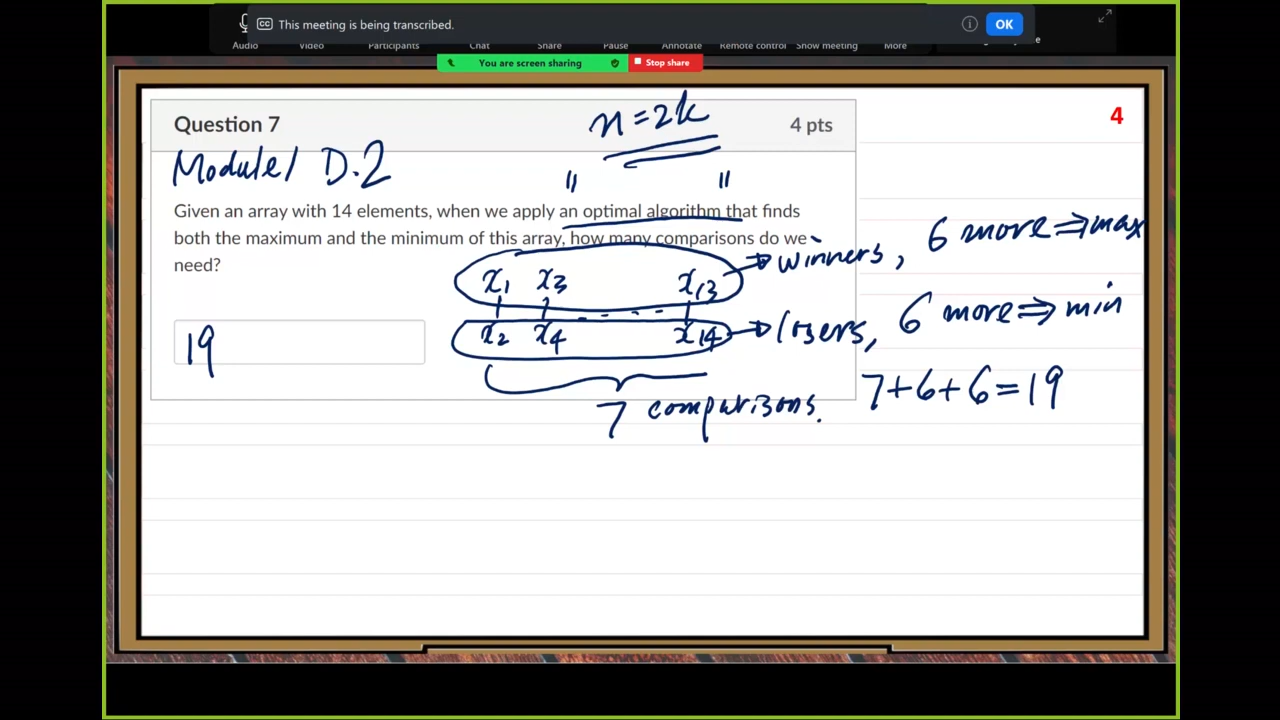 This meeting is being transcribed.
OK
Audio Video Participants Chat Share Pause Annotate Remote control Show meeting More
You are screen sharing Stop share
Question 7
n=2k
4 pts
4
Module 1 D.2
" "
Given an array with 14 elements, when we apply an optimal algorithm that finds
both the maximum and the minimum of this array, how many comparisons do we
need?
x1 x3 x13 → winners, 6 more ⇒ max
x2 x4 - - - - x14 → losers, 6 more ⇒ min
19
7 comparisons.
7+6+6=19